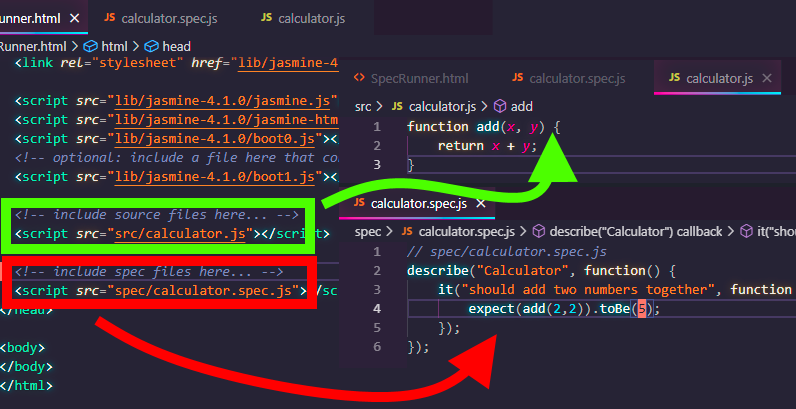 unner.html
JS calculator.spec.js
JS calculator.js
Runner.html > html > head
<link rel="stylesheet" href="lib/jasmine-4
<script src="lib/jasmine-4.1.0/jasmine.js"
<script src="lib/jasmine-4.1.0/jasmine-htm
<script src="lib/jasmine-4.1.0/boot0.js"></
<!-- optional: include a file here that co
<script src="lib/jasmine-4.1.0/boot1.js"></
<!-- include source files here... -->
<script src="src/calculator.js"></script>
<!-- include spec files here... -->
<script src="spec/calculator.spec.js"></sc
</head>
<body>
</body>
</html>
<> SpecRunner.html
JS calculator.spec.js
JS calculator.js
src > JS calculator.js > add
1 function add(x, y) {
2 return x + y;
3 }
calculator.spec.js
spec > JS calculator.spec.js > describe("Calculator") callback > it("shou
1 // spec/calculator.spec.js
2 describe("Calculator", function() {
3 it("should add two numbers together", function
4 expect(add(2,2)).toBe(5);
5 });
6 });